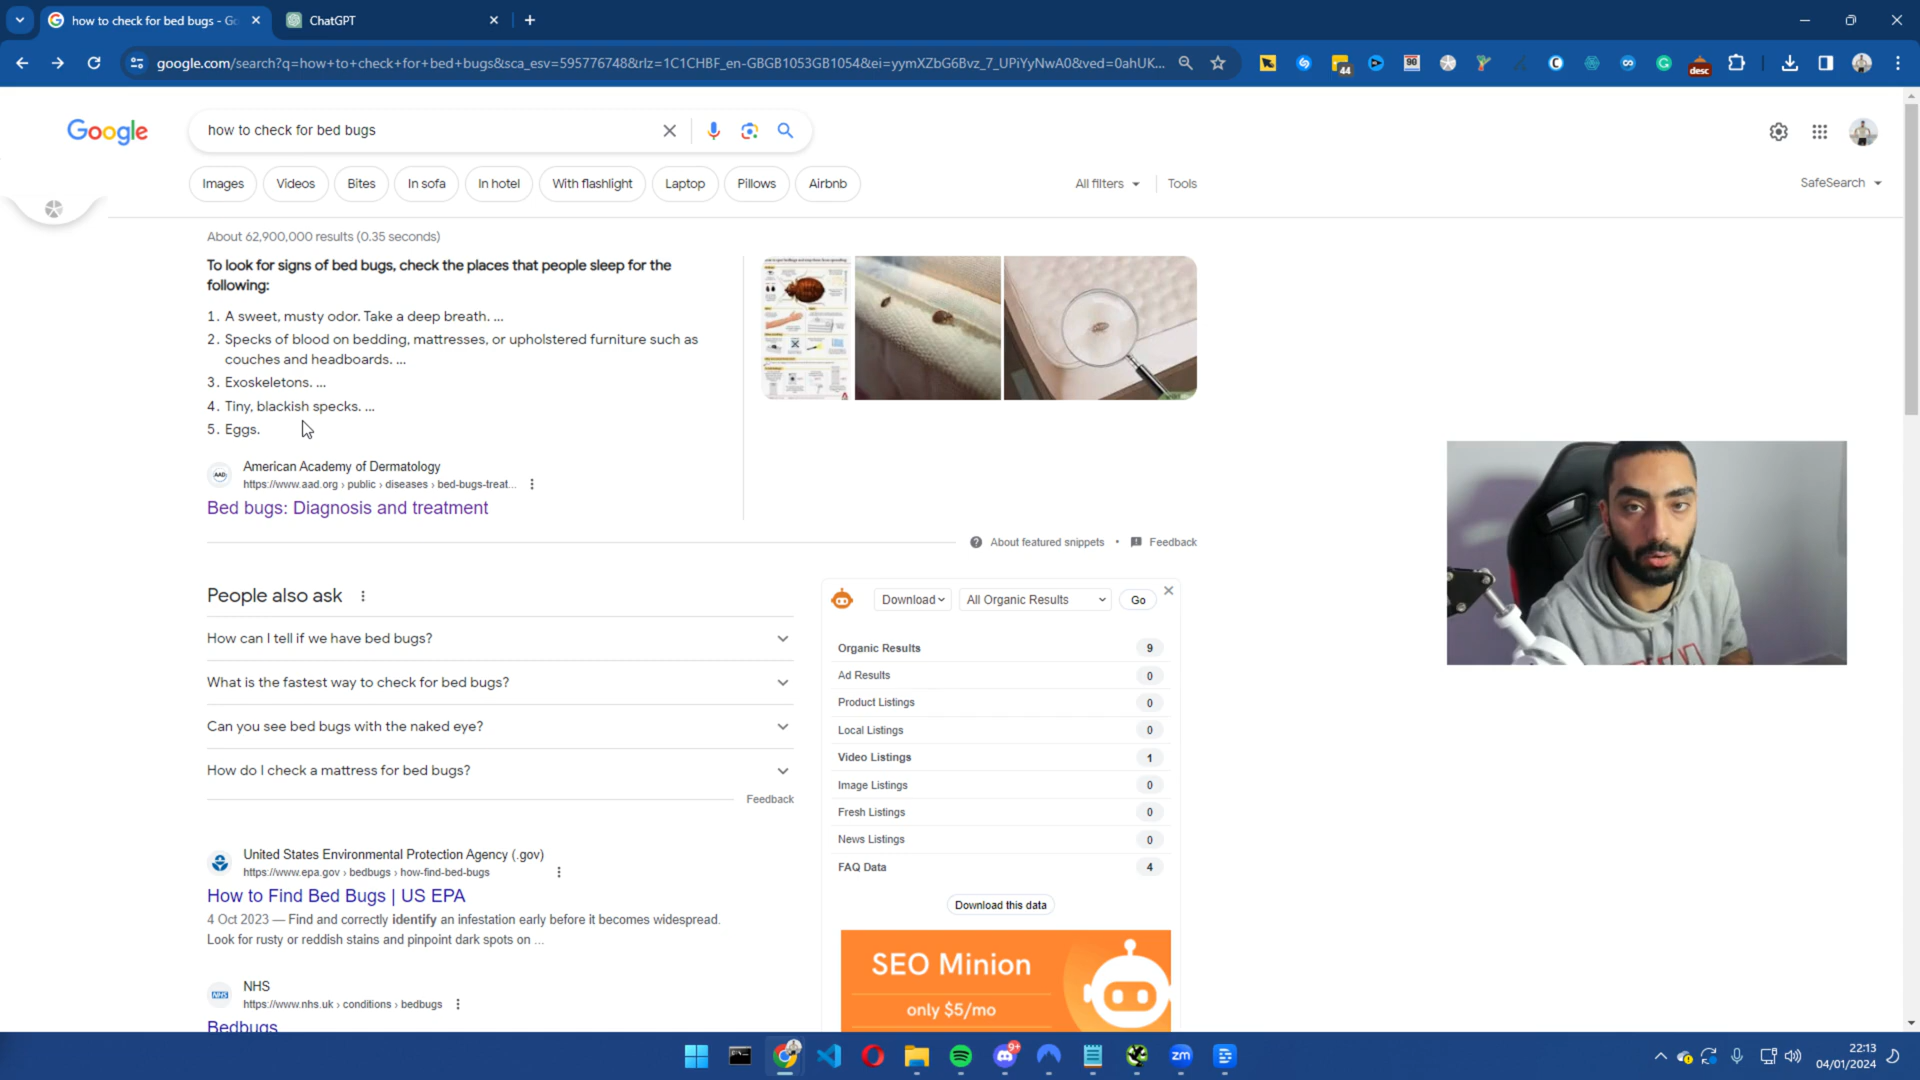 how to check for bed bugs - Go
ChatGPT
google.com/search?q=how+to+check+for+bed+bugs&sca_esv=595776748&rlz=1C1CHBF_en-GBGB1053GB1054&ei=yymXZbG6Bvz_7_UPiYyNwA0&ved=0ahUK...
44
90
desc
Google
how to check for bed bugs
Images
Videos
Bites
In sofa
In hotel
With flashlight
Laptop
Pillows
Airbnb
All filters
Tools
SafeSearch
About 62,900,000 results (0.35 seconds)
To look for signs of bed bugs, check the places that people sleep for the
following:
1. A sweet, musty odor. Take a deep breath. ...
2. Specks of blood on bedding, mattresses, or upholstered furniture such as
couches and headboards. ...
3. Exoskeletons. ...
4. Tiny, blackish specks. ...
5. Eggs.
AAD
American Academy of Dermatology
https://www.aad.org › public › diseases › bed-bugs-treat...
Bed bugs: Diagnosis and treatment
About featured snippets
•
Feedback
People also ask
How can I tell if we have bed bugs?
What is the fastest way to check for bed bugs?
Can you see bed bugs with the naked eye?
How do I check a mattress for bed bugs?
Feedback
Download
All Organic Results
Go
Organic Results 9
Ad Results 0
Product Listings 0
Local Listings 0
Video Listings 1
Image Listings 0
Fresh Listings 0
News Listings 0
FAQ Data 4
Download this data
SEO Minion
only $5/mo
United States Environmental Protection Agency (.gov)
https://www.epa.gov › bedbugs › how-find-bed-bugs
How to Find Bed Bugs | US EPA
4 Oct 2023 — Find and correctly identify an infestation early before it becomes widespread.
Look for rusty or reddish stains and pinpoint dark spots on ...
NHS
NHS
https://www.nhs.uk › conditions › bedbugs
Bedbugs
9+
zm
22:13
04/01/2024